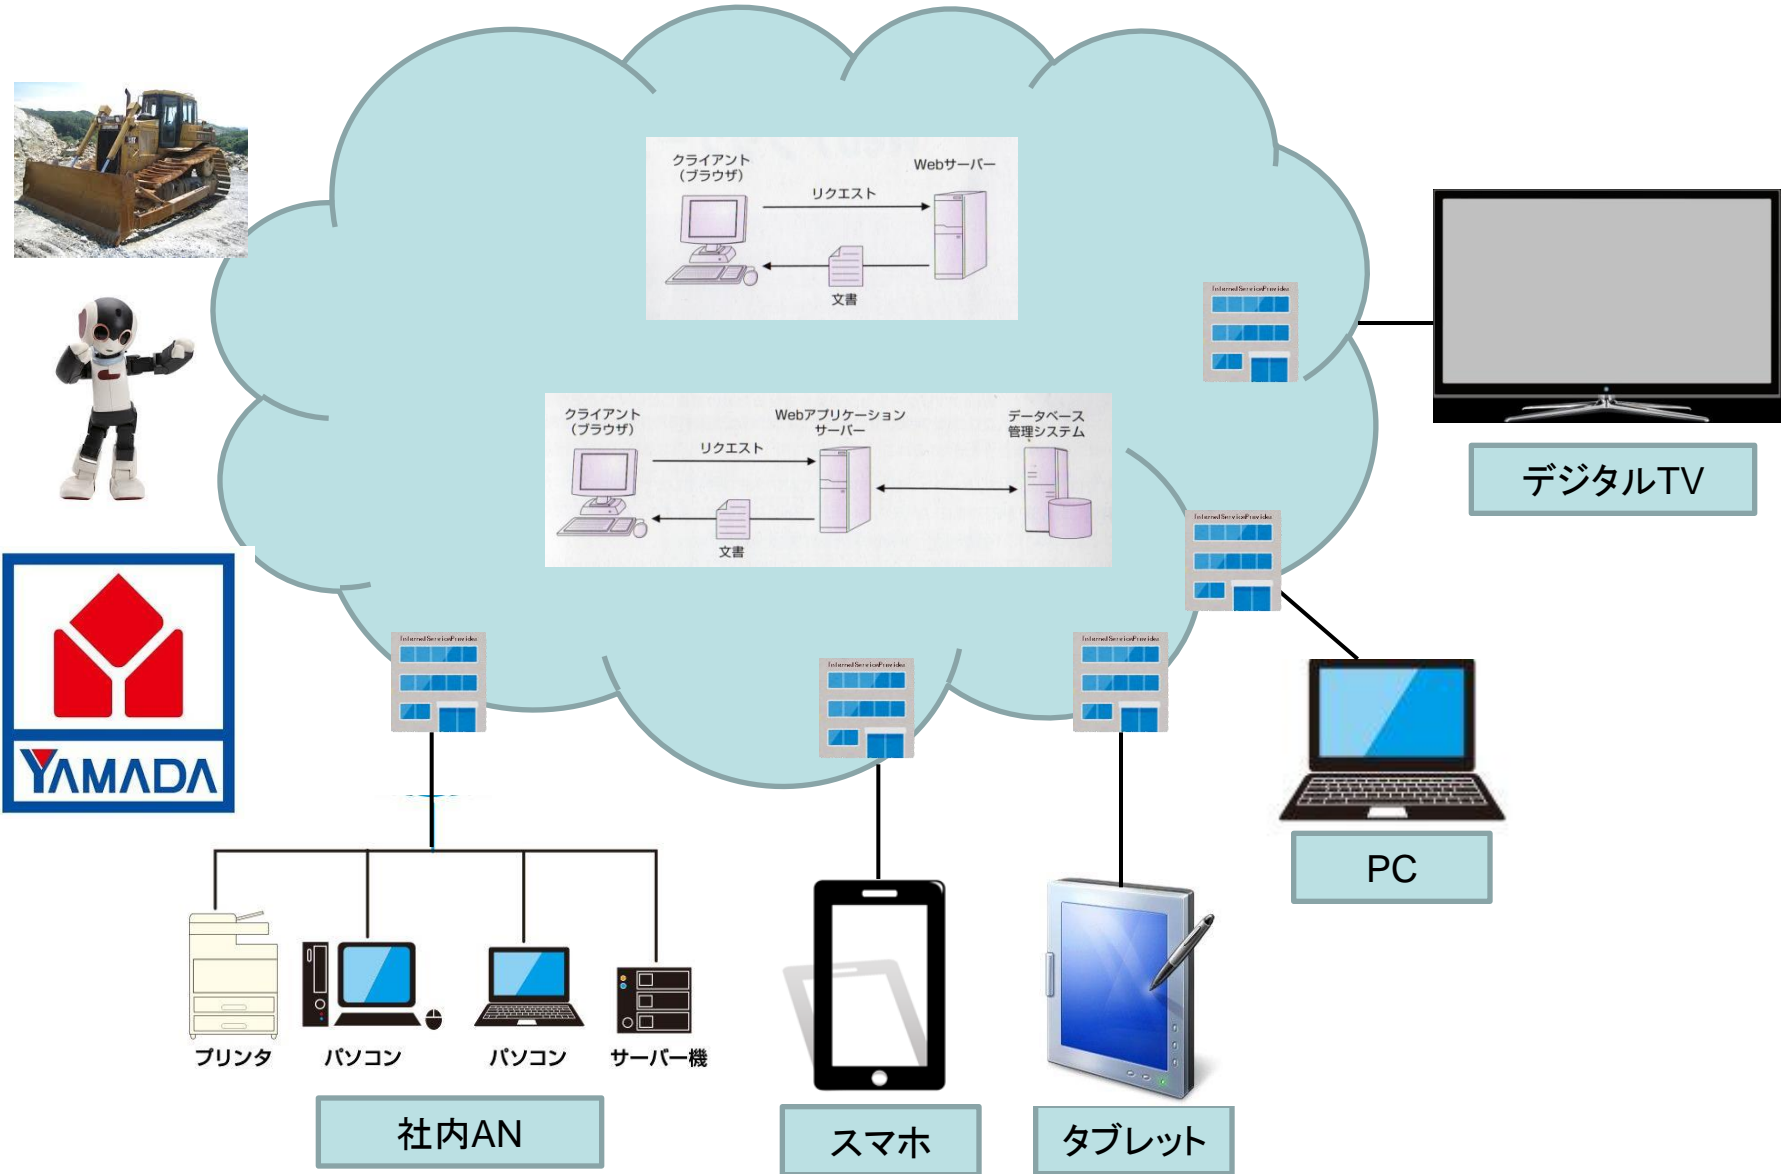 クライアント
（ブラウザ）
Webサーバー
リクエスト
文書
InternetServiceProvider
クライアント
（ブラウザ）
Webアプリケーション
サーバー
データベース
管理システム
リクエスト
文書
デジタルTV
InternetServiceProvider
InternetServiceProvider
InternetServiceProvider
InternetServiceProvider
YAMADA
PC
プリンタ
パソコン
パソコン
サーバー機
社内AN
スマホ
タブレット